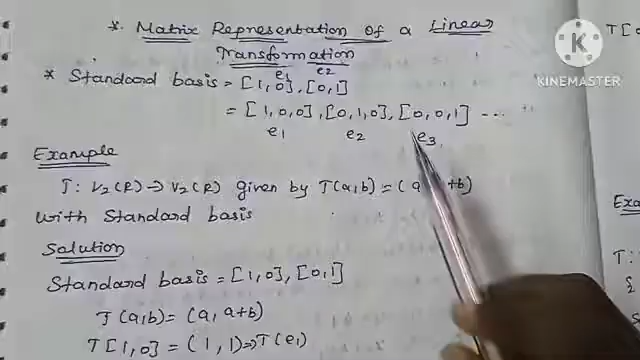 * Matrix Representation of a Linear
Transformation
e1 e2
* Standard basis = [1,0], [0,1]
= [1,0,0], [0,1,0], [0,0,1] ...
e1 e2 e3
Example
T: V2(R) → V2(R) given by T(a,b) = (a +b)
with Standard basis
Solution
Standard basis = [1,0], [0,1]
T(a,b) = (a, a+b)
T[1,0] = (1,1) ⇒ T(e1)
K
KINEMASTER
T[
Exa
T:
{
S